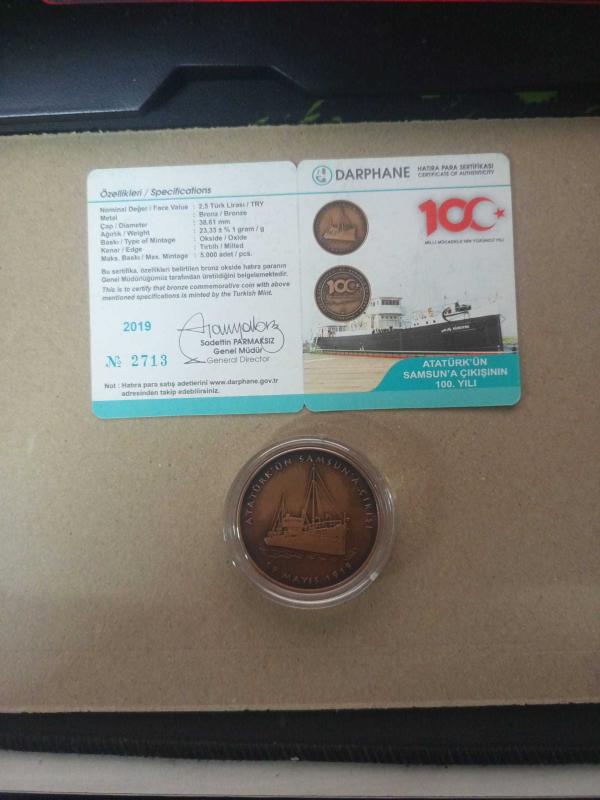 Özellikleri / Specifications
Nominal Değer / Face Value : 2,5 Türk Lirası / TRY
Metal : Bronz / Bronze
Çap / Diameter : 38.61 mm
Ağırlık / Weight : 23,33 ± % 1 gram / g
Baskı / Type of Mintage : Okside / Oxide
Kenar / Edge : Tırtıllı / Milled
Maks. Baskı / Max. Mintage : 5.000 adet / pcs.
Bu sertifika, özellikleri belirtilen bronz okside hatıra paranın
Genel Müdürlüğümüz tarafından üretildiğini belgelemektedir.
This is to certify that bronze commemorative coin with above
mentioned specifications is minted by the Turkish Mint.
2019
Sadettin PARMAKSIZ
Genel Müdür
General Director
№ 2713
Not : Hatıra para satış adetlerini www.darphane.gov.tr
adresinden takip edebilirsiniz.
DARPHANE
HATIRA PARA SERTİFİKASI
CERTIFICATE OF AUTHENTICITY
100
MİLLİ MÜCADELE'NİN YÜZÜNCÜ YILI
100
ATATÜRK'ÜN
SAMSUN'A ÇIKIŞININ
100. YILI
ATATÜRK'ÜN SAMSUN'A ÇIKIŞI
19 MAYIS 1919